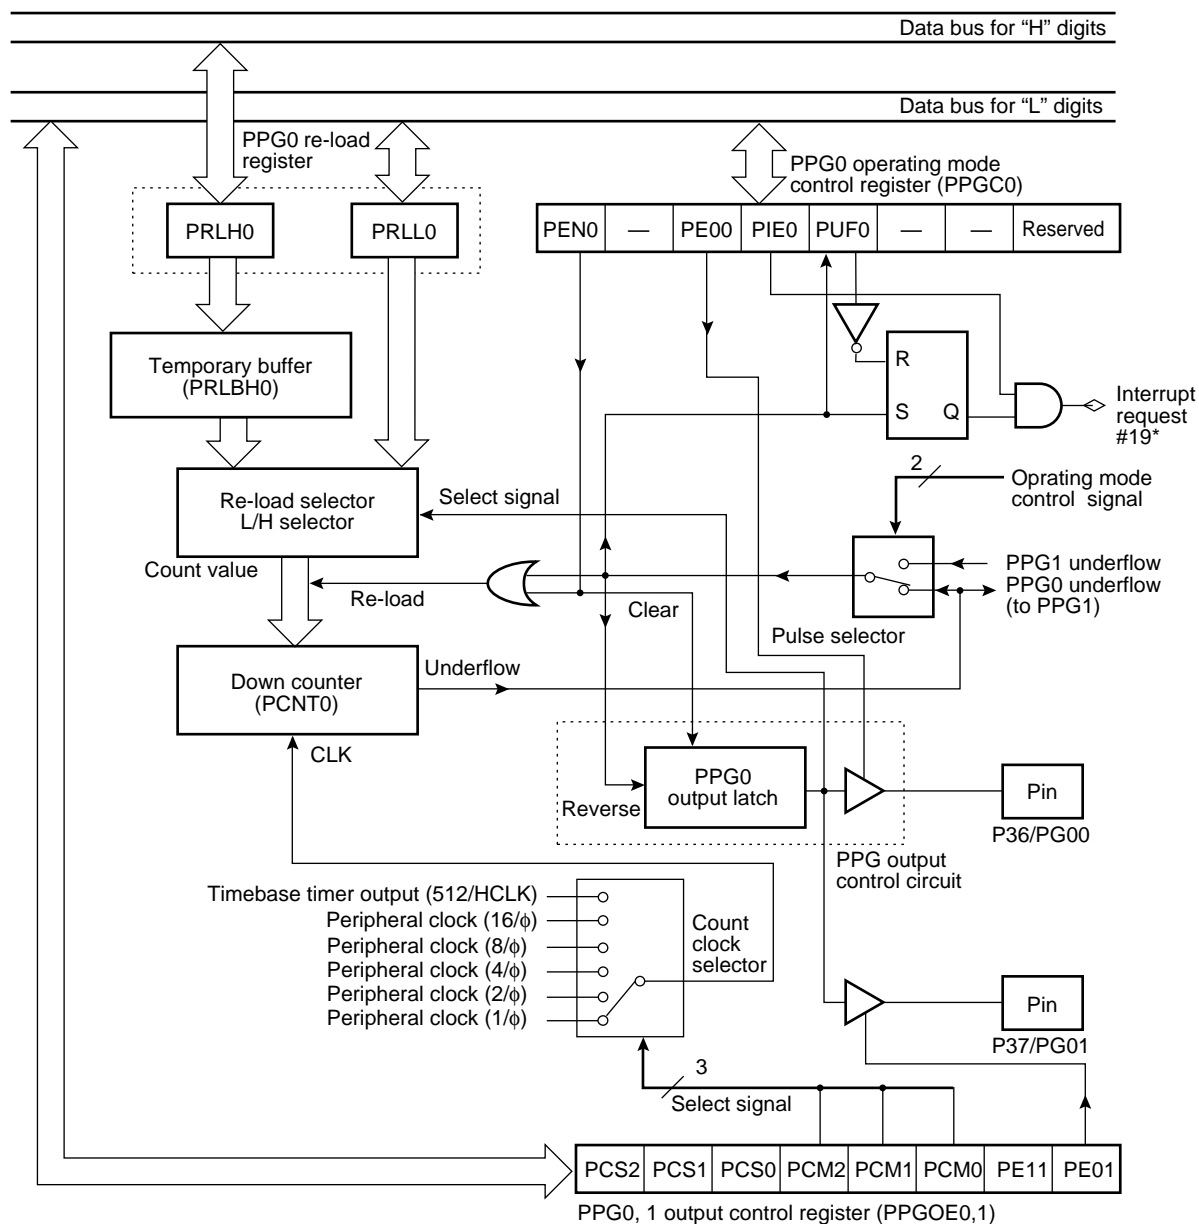 Data bus for “H” digits
Data bus for “L” digits
PPG0 re-load
register
PPG0 operating mode
control register (PPGC0)
PRLH0
PRLL0
PEN0
—
PE00
PIE0
PUF0
—
—
Reserved
Temporary buffer
(PRLBH0)
R
S
Q
Interrupt
request
#19*
Re-load selector
L/H selector
Select signal
2
Oprating mode
control signal
Count value
Re-load
Clear
PPG1 underflow
PPG0 underflow
(to PPG1)
Pulse selector
Down counter
(PCNT0)
Underflow
CLK
PPG0
output latch
Reverse
Pin
P36/PG00
PPG output
control circuit
Timebase timer output (512/HCLK)
Peripheral clock (16/ϕ)
Peripheral clock (8/ϕ)
Peripheral clock (4/ϕ)
Peripheral clock (2/ϕ)
Peripheral clock (1/ϕ)
Count
clock
selector
Pin
P37/PG01
3
Select signal
PCS2
PCS1
PCS0
PCM2
PCM1
PCM0
PE11
PE01
PPG0, 1 output control register (PPGOE0,1)